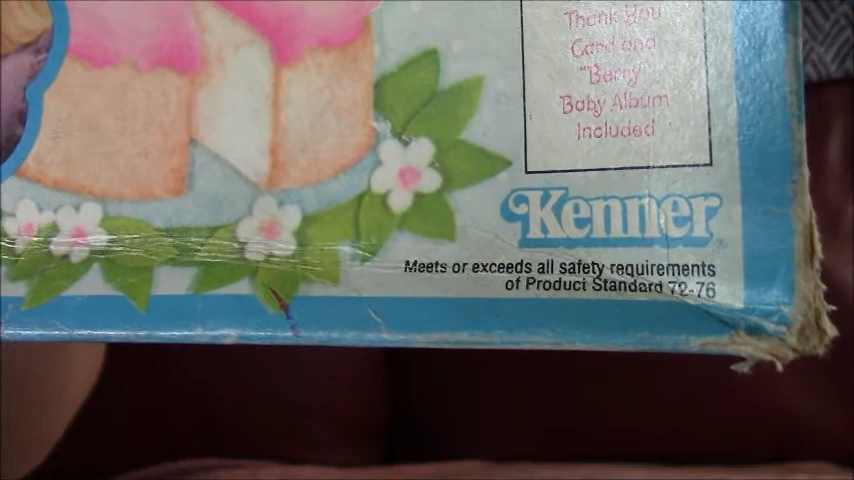 Thank You
Card and
"Berry"
Baby Album
Included
Kenner®
Meets or exceeds all safety requirements
of Product Standard 72-76